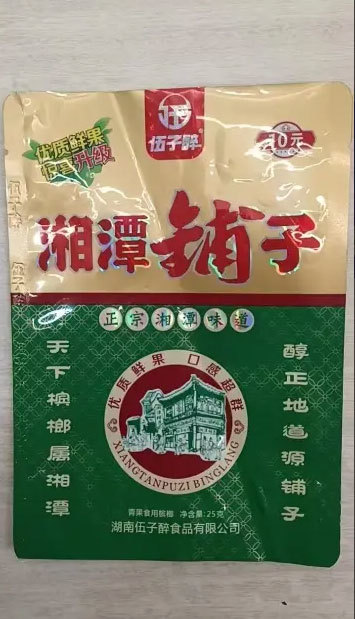 伍子醉
优质鲜果
升级
10元
湘潭铺子
正宗湘潭味道
天下槟榔属湘潭
醇正地道源铺子
优质鲜果 口感超群
XIANGTANPUZI BINGLANG
青果食用槟榔 净含量:25克
湖南伍子醉食品有限公司